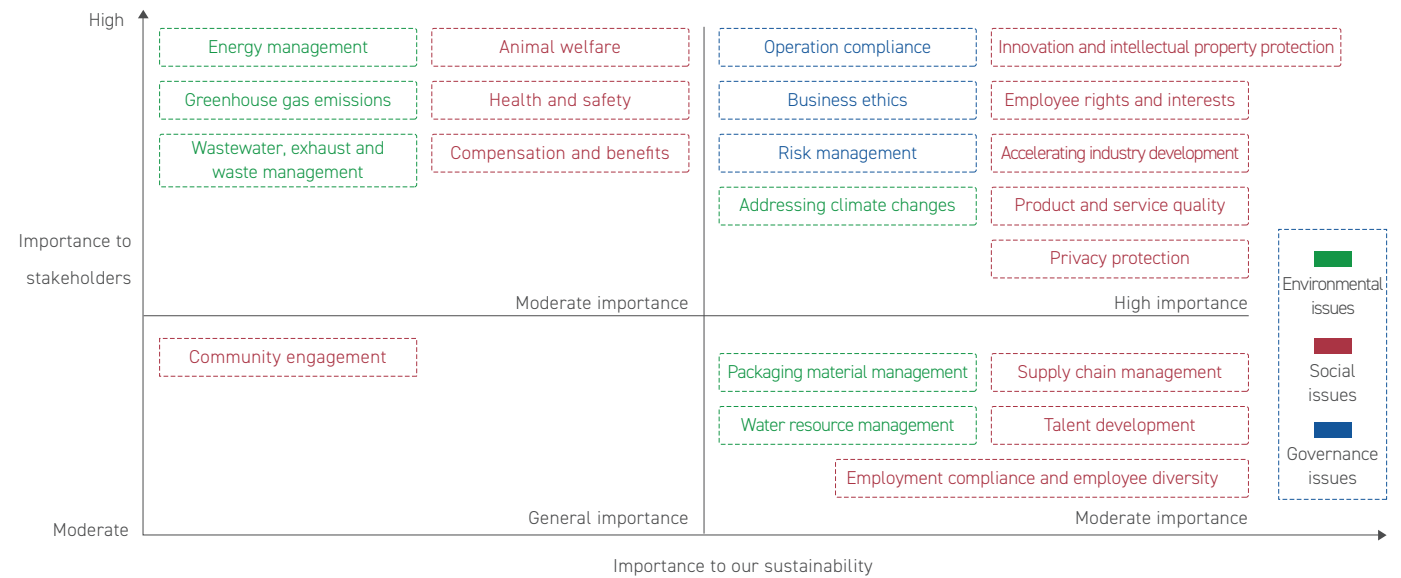 High
Energy management
Animal welfare
Operation compliance
Innovation and intellectual property protection
Greenhouse gas emissions
Health and safety
Business ethics
Employee rights and interests
Wastewater, exhaust and
waste management
Compensation and benefits
Risk management
Accelerating industry development
Addressing climate changes
Product and service quality
Privacy protection
Importance to
stakeholders
Moderate importance
High importance
Community engagement
Packaging material management
Supply chain management
Water resource management
Talent development
Employment compliance and employee diversity
General importance
Moderate importance
Moderate
Importance to our sustainability
Environmental
issues
Social
issues
Governance
issues